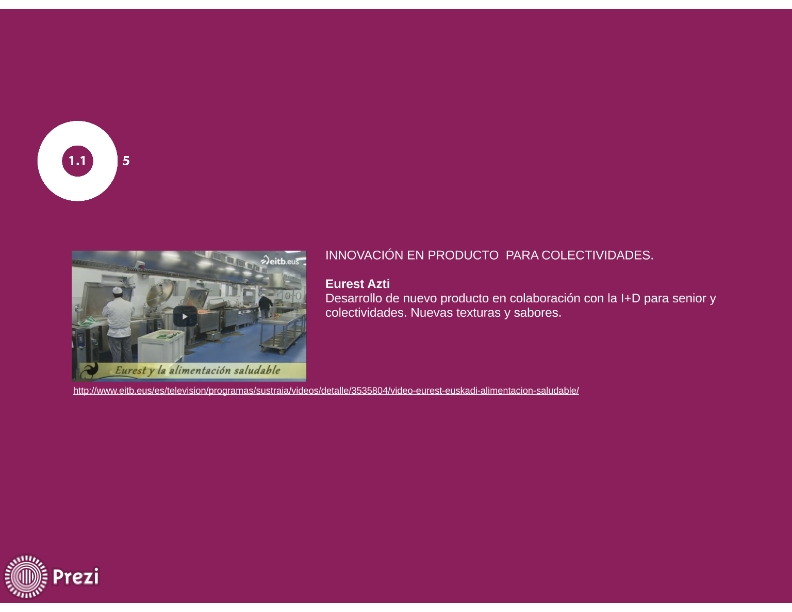 1.1 5
INNOVACIÓN EN PRODUCTO  PARA COLECTIVIDADES.
eitb.eus
Eurest Azti
Desarrollo de nuevo producto en colaboración con la I+D para senior y
colectividades. Nuevas texturas y sabores.
Eurest y la alimentación saludable
http://www.eitb.eus/es/television/programas/sustraia/videos/detalle/3535804/video-eurest-euskadi-alimentacion-saludable/
Prezi